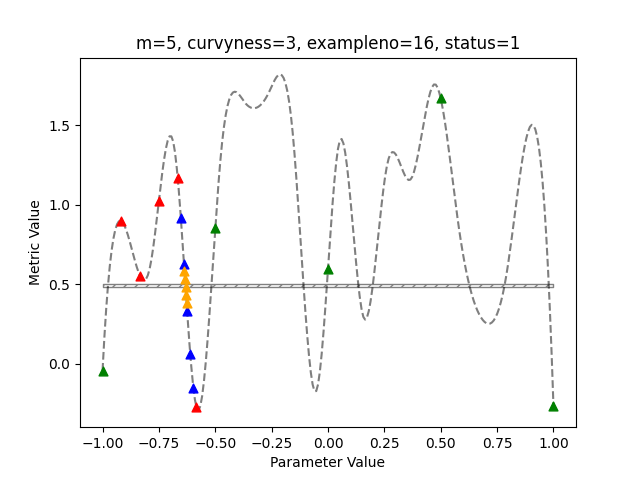 m=5, curvyness=3, exampleno=16, status=1
Metric Value
1.5
1.0
0.5
0.0
−1.00 −0.75 −0.50 −0.25 0.00 0.25 0.50 0.75 1.00
Parameter Value